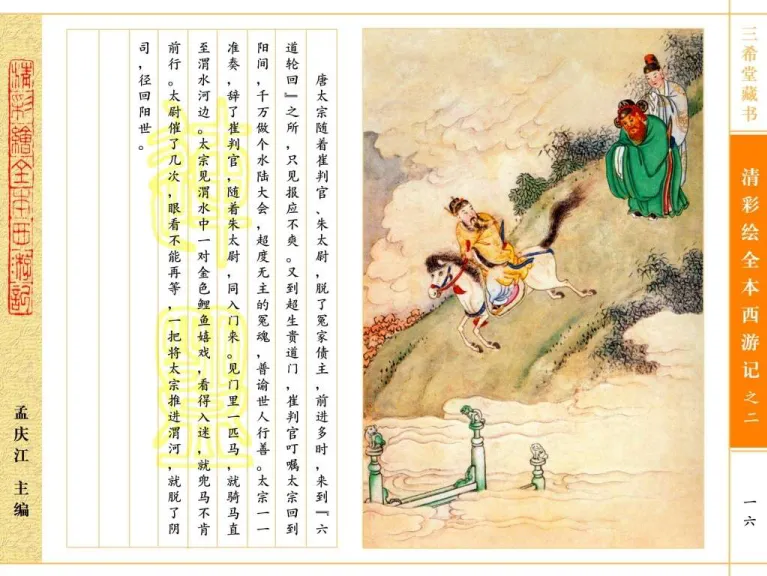 三希堂藏书
清彩绘全本西游记之二
一六
唐太宗随着崔判官、朱太尉，脱了冤家债主，前进多时，来到『六
道轮回』之所，只见报应不爽。又到超生贵道门，崔判官叮嘱太宗回到
阳间，千万做个水陆大会，超度无主的冤魂，普谕世人行善。太宗一一
准奏，辞了崔判官，随着朱太尉，同入门来。见门里一匹马，就骑马直
至渭水河边。太宗见渭水中一对金色鲤鱼嬉戏，看得入迷，就兜马不肯
前行。太尉催了几次，眼看不能再等，一把将太宗推进渭河，就脱了阴
司，径回阳世。
清彩繪全本西游記
孟庆江 主编